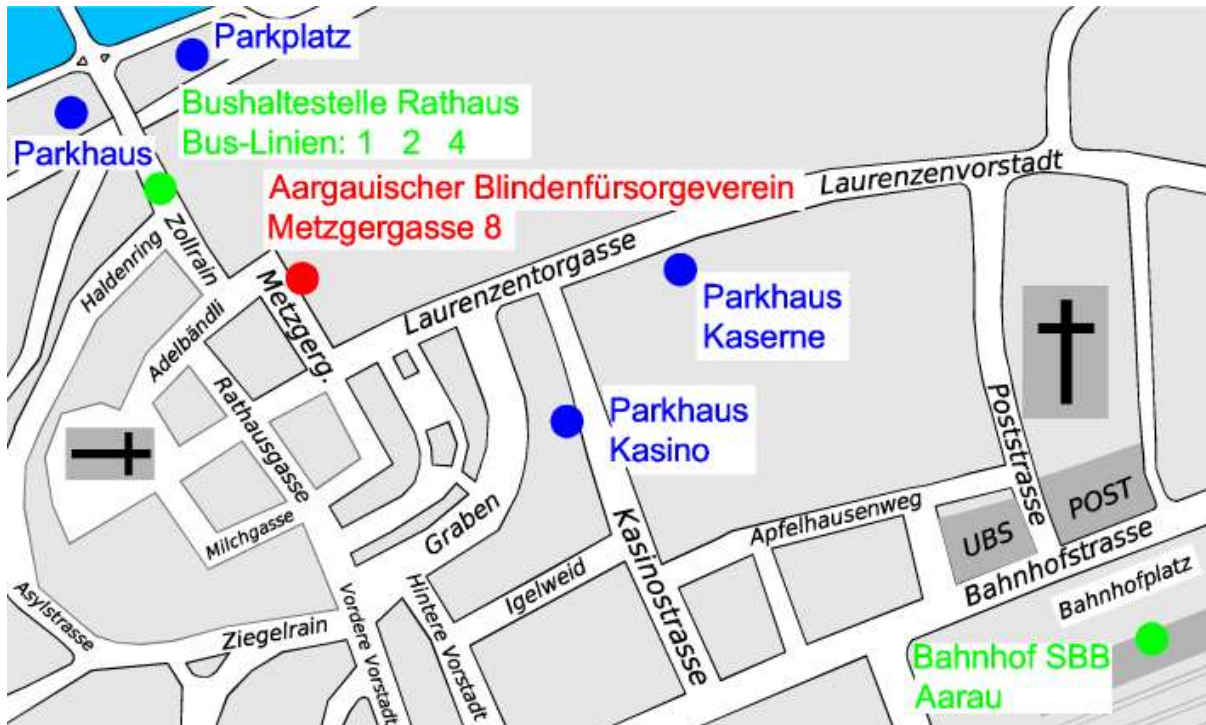 Parkplatz
Bushaltestelle Rathaus
Bus-Linien: 1 2 4
Parkhaus
Aargauischer Blindenfürsorgeverein
Metzgergasse 8
Laurenzenvorstadt
Zollrain
Haldenring
Metzgerg.
Laurenzentorgasse
Parkhaus
Kaserne
Adelbändli
Rathausgasse
Parkhaus
Kasino
Poststrasse
Milchgasse
Graben
Kasinostrasse
Apfelhausenweg
UBS
POST
Bahnhofstrasse
Igelweid
Bahnhofplatz
Asylstrasse
Ziegelrain
Vordere Vorstadt
Hintere Vorstadt
Bahnhof SBB
Aarau